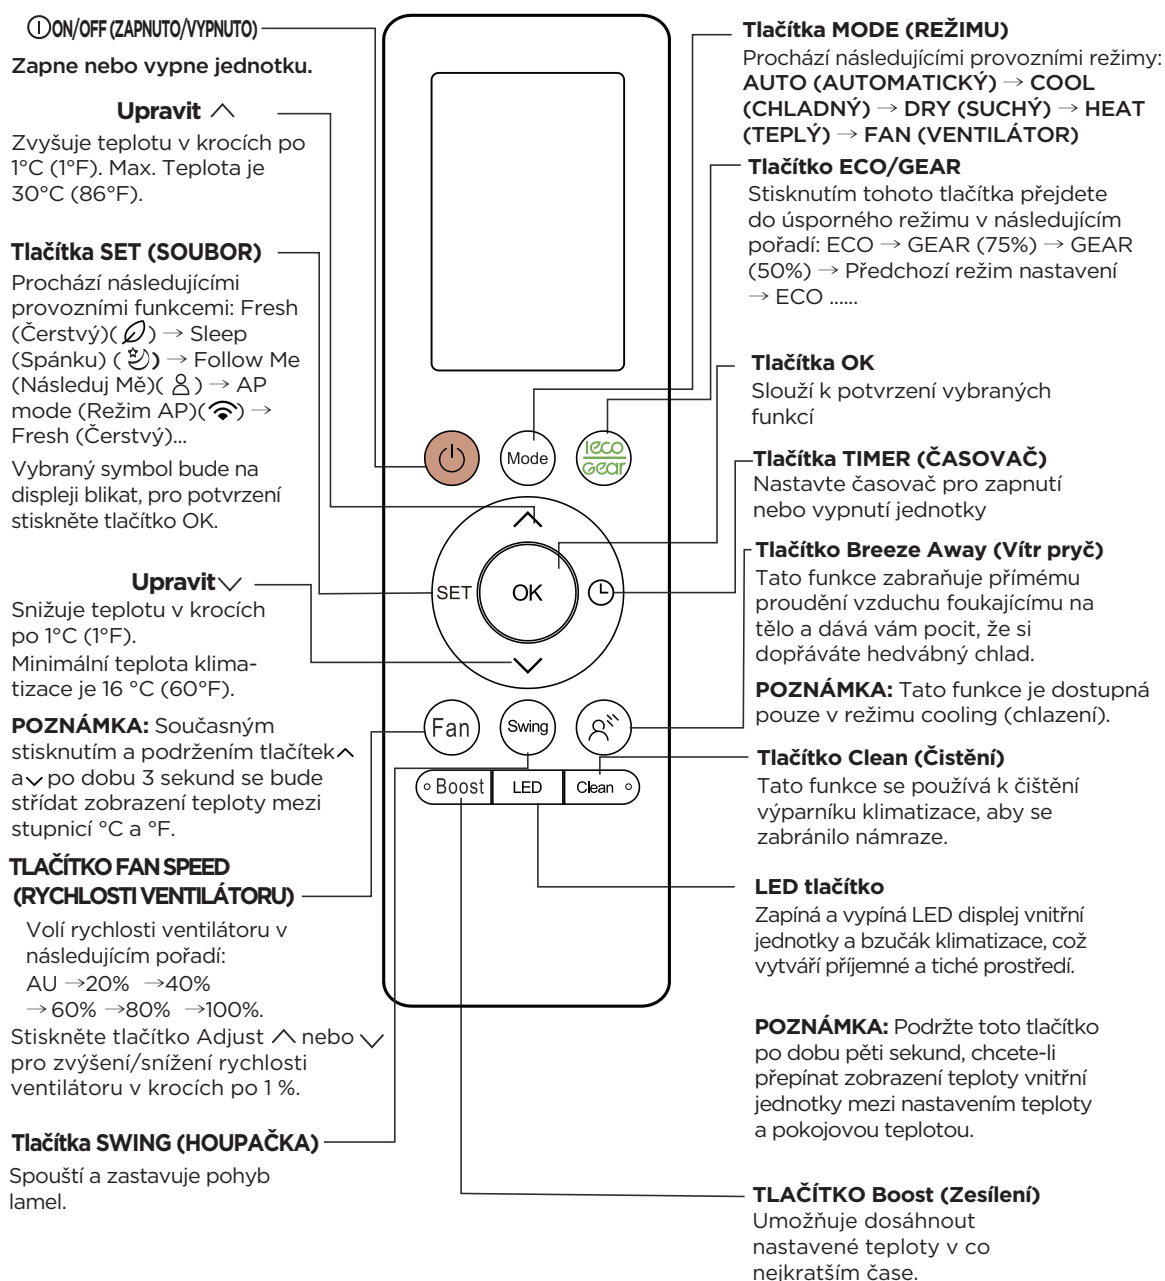 ON/OFF (ZAPNUTO/VYPNUTO)
Zapne nebo vypne jednotku.
Upravit ︿
Zvyšuje teplotu v krocích po
1°C (1°F). Max. Teplota je
30°C (86°F).
Tlačítka SET (SOUBOR)
Prochází následujícími
provozními funkcemi: Fresh
(Čerstvý)( ) → Sleep
(Spánku) ( ) → Follow Me
(Následuj Mě)( ) → AP
mode (Režim AP)( ) →
Fresh (Čerstvý)...
Vybraný symbol bude na
displeji blikat, pro potvrzení
stiskněte tlačítko OK.
Upravit ﹀
Snižuje teplotu v krocích
po 1°C (1°F).
Minimální teplota klima-
tizace je 16 °C (60°F).
POZNÁMKA: Současným
stisknutím a podržením tlačítek ︿
a ﹀ po dobu 3 sekund se bude
střídat zobrazení teploty mezi
stupnicí °C a °F.
TLAČÍTKO FAN SPEED
(RYCHLOSTI VENTILÁTORU)
Volí rychlosti ventilátoru v
následujícím pořadí:
AU →20% →40%
→ 60% →80% →100%.
Stiskněte tlačítko Adjust ︿ nebo ﹀
pro zvýšení/snížení rychlosti
ventilátoru v krocích po 1 %.
Tlačítka SWING (HOUPAČKA)
Spouští a zastavuje pohyb
lamel.
Mode
eco
Gear
SET
OK
Fan
Swing
Boost
LED
Clean
Tlačítka MODE (REŽIMU)
Prochází následujícími provozními režimy:
AUTO (AUTOMATICKÝ) → COOL
(CHLADNÝ) → DRY (SUCHÝ) → HEAT
(TEPLÝ) → FAN (VENTILÁTOR)
Tlačítko ECO/GEAR
Stisknutím tohoto tlačítka přejdete
do úsporného režimu v následujícím
pořadí: ECO → GEAR (75%) → GEAR
(50%) → Předchozí režim nastavení
→ ECO ......
Tlačítka OK
Slouží k potvrzení vybraných
funkcí
Tlačítka TIMER (ČASOVAČ)
Nastavte časovač pro zapnutí
nebo vypnutí jednotky
Tlačítko Breeze Away (Vítr pryč)
Tato funkce zabraňuje přímému
proudění vzduchu foukajícímu na
tělo a dává vám pocit, že si
dopřáváte hedvábný chlad.
POZNÁMKA: Tato funkce je dostupná
pouze v režimu cooling (chlazení).
Tlačítko Clean (Čistění)
Tato funkce se používá k čištění
výparníku klimatizace, aby se
zabránilo námraze.
LED tlačítko
Zapíná a vypíná LED displej vnitřní
jednotky a bzučák klimatizace, což
vytváří příjemné a tiché prostředí.
POZNÁMKA: Podržte toto tlačítko
po dobu pěti sekund, chcete-li
přepínat zobrazení teploty vnitřní
jednotky mezi nastavením teploty
a pokojovou teplotou.
TLAČÍTKO Boost (Zesílení)
Umožňuje dosáhnout
nastavené teploty v co
nejkratším čase.